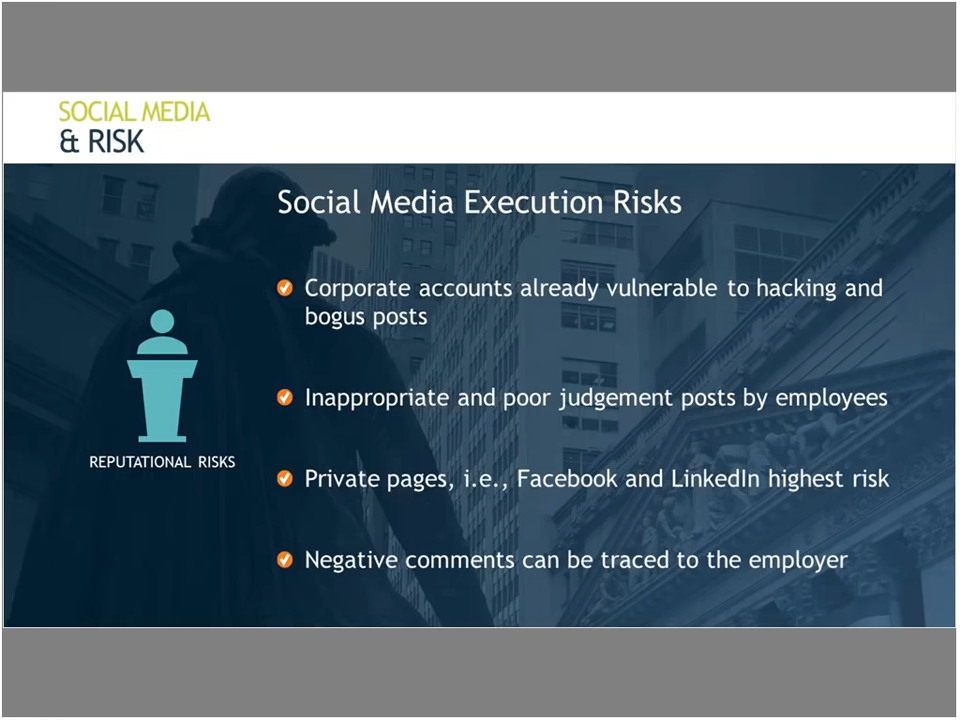 SOCIAL MEDIA
& RISK
Social Media Execution Risks
Corporate accounts already vulnerable to hacking and
bogus posts
Inappropriate and poor judgement posts by employees
REPUTATIONAL RISKS
Private pages, i.e., Facebook and LinkedIn highest risk
Negative comments can be traced to the employer